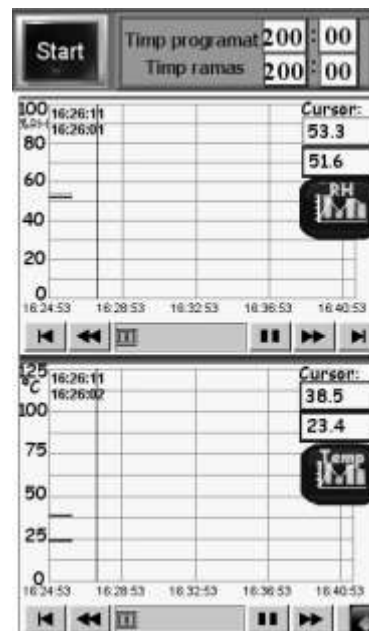 Start
Timp programat 200 : 00
Timp ramas 200 : 00
100 16:26:11 Cursor:
%RH 16:26:01 53.3
80
51.6
60
RH
40
20
0
16:24:53 16:28:53 16:32:53 16:36:53 16:40:53
125 16:26:11 Cursor:
°C 16:26:02 38.5
100
23.4
75
Temp
50
25
0
16:24:53 16:28:53 16:32:53 16:36:53 16:40:53